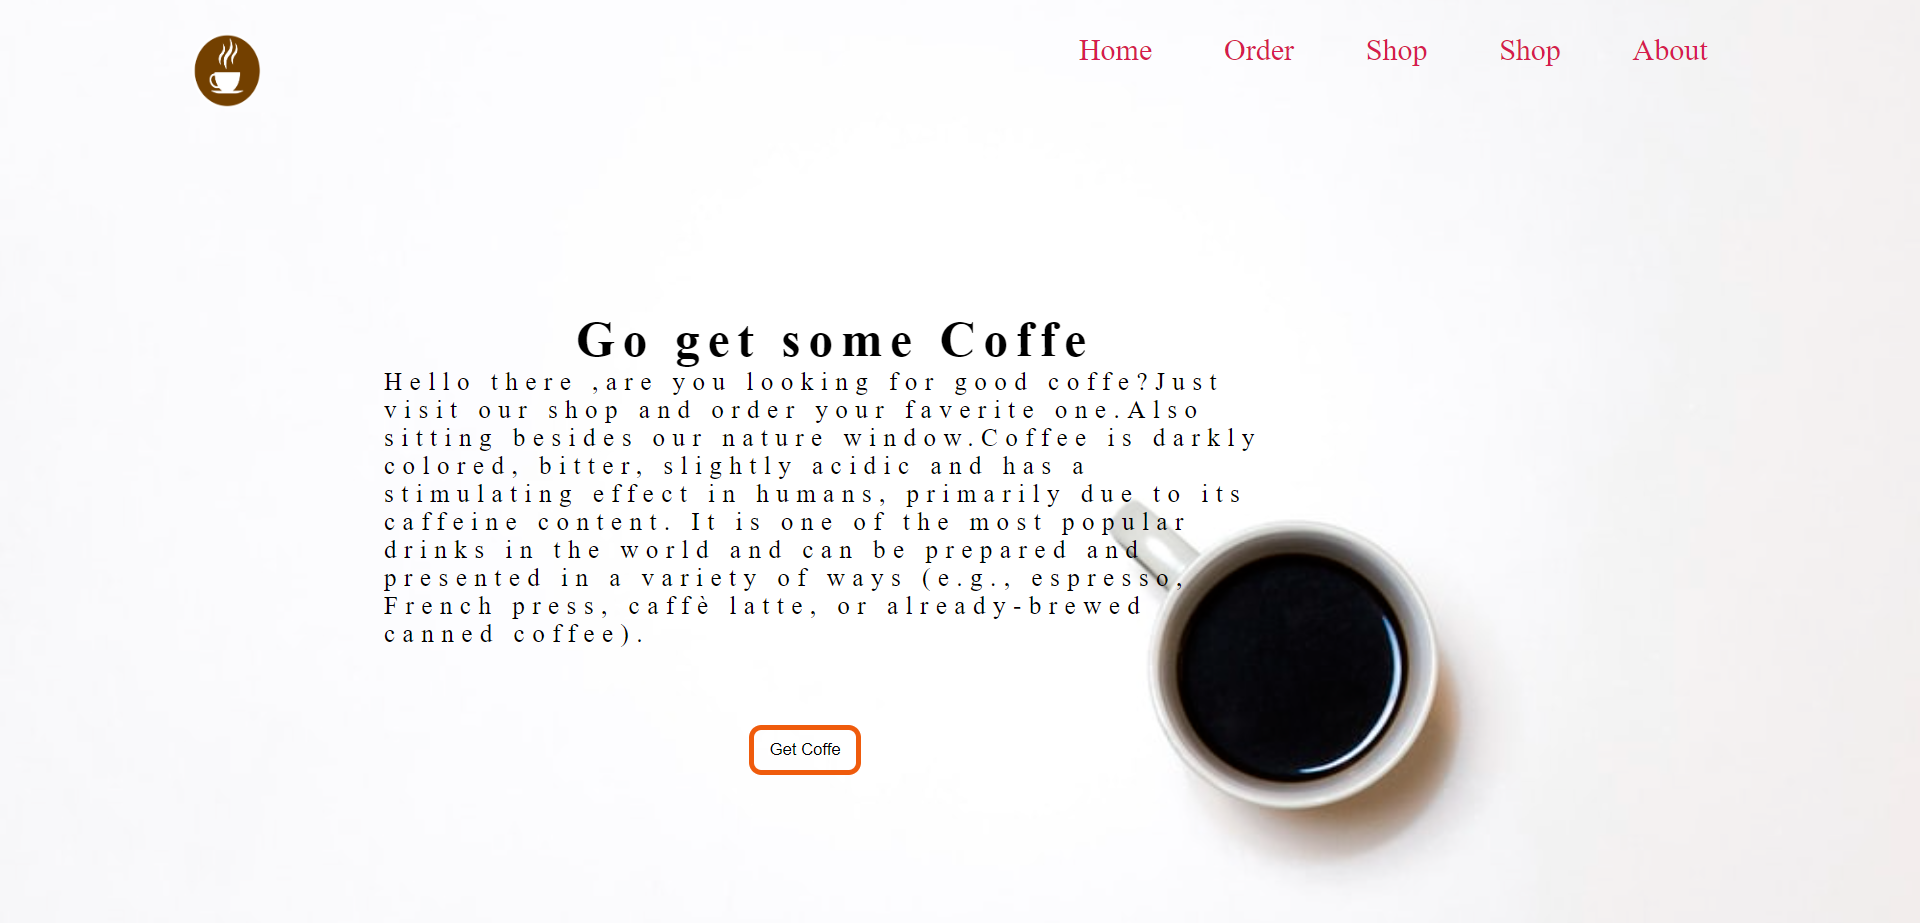 Home Order Shop Shop About
Go get some Coffe
Hello there ,are you looking for good coffe?Just
visit our shop and order your faverite one.Also
sitting besides our nature window.Coffee is darkly
colored, bitter, slightly acidic and has a
stimulating effect in humans, primarily due to its
caffeine content. It is one of the most popular
drinks in the world and can be prepared and
presented in a variety of ways (e.g., espresso,
French press, caffè latte, or already-brewed
canned coffee).
Get Coffe